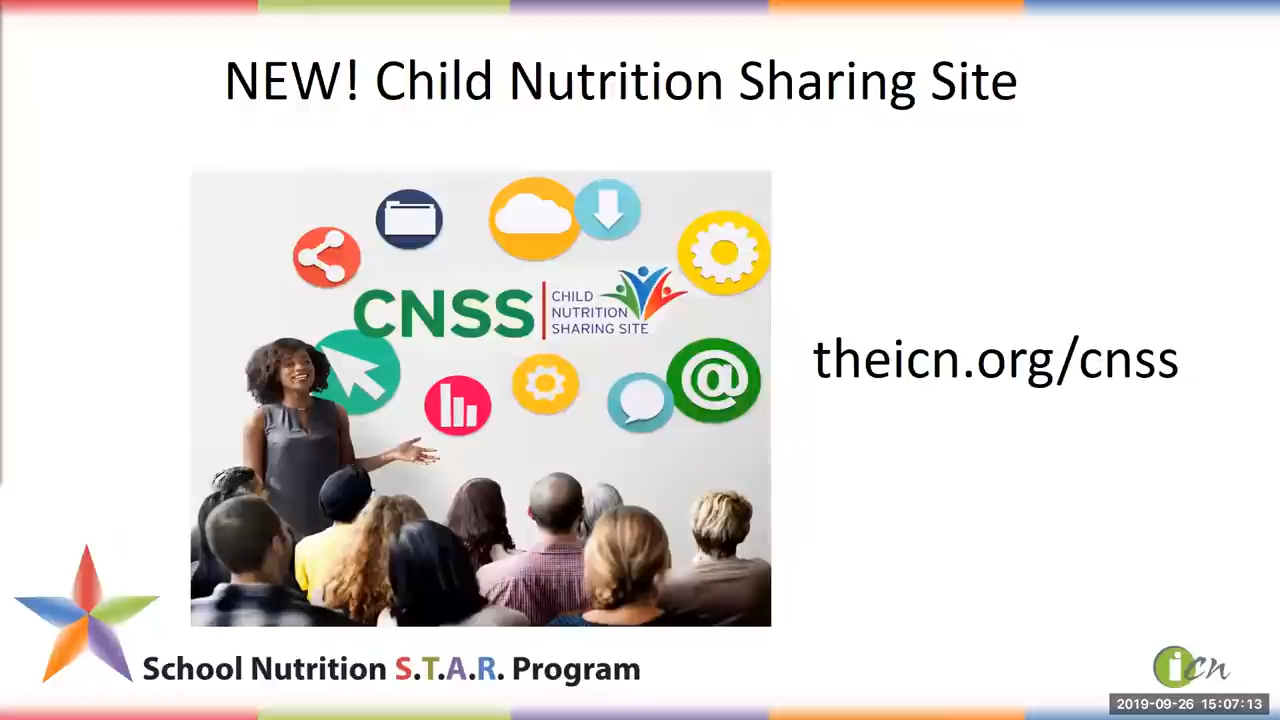 NEW! Child Nutrition Sharing Site
CNSS
CHILD
NUTRITION
SHARING SITE
@
theicn.org/cnss
School Nutrition S.T.A.R. Program
icn
2019-09-26 15:07:13